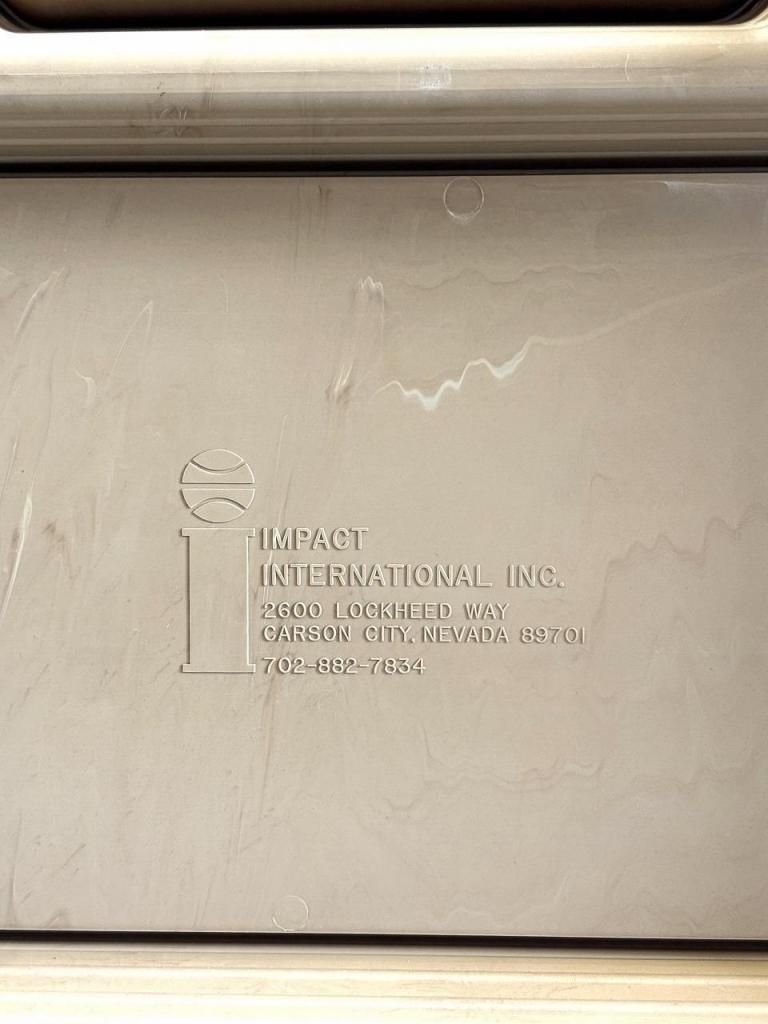 IMPACT
INTERNATIONAL INC.
2600 LOCKHEED WAY
CARSON CITY, NEVADA 89701
702-882-7834